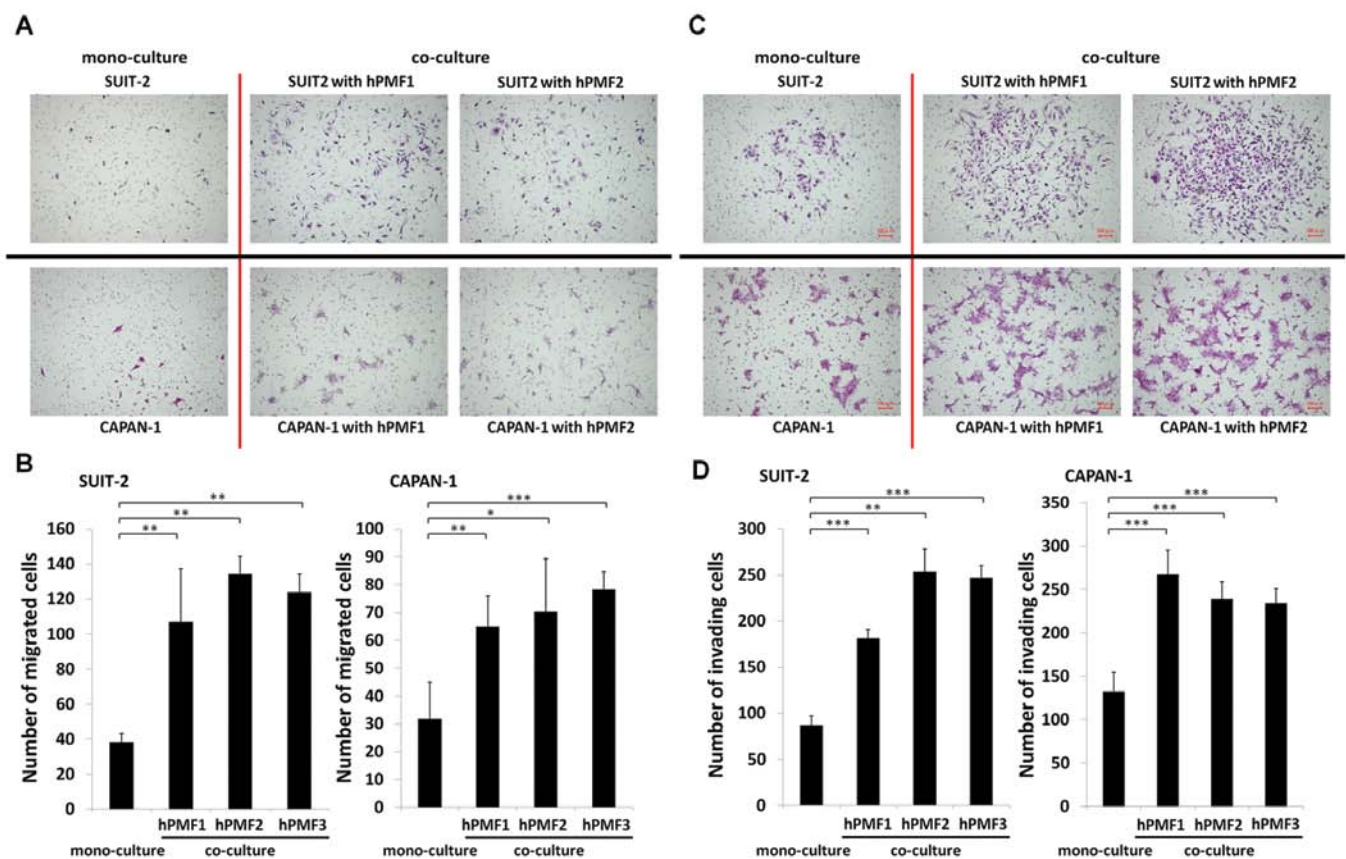 A
mono-culture
co-culture
SUIT-2
SUIT2 with hPMF1
SUIT2 with hPMF2
CAPAN-1
CAPAN-1 with hPMF1
CAPAN-1 with hPMF2
C
mono-culture
co-culture
SUIT-2
SUIT2 with hPMF1
SUIT2 with hPMF2
CAPAN-1
CAPAN-1 with hPMF1
CAPAN-1 with hPMF2
B
SUIT-2
**
**
**
Number of migrated cells
160
140
120
100
80
60
40
20
0
hPMF1 hPMF2 hPMF3
mono-culture co-culture
CAPAN-1
***
*
**
Number of migrated cells
100
90
80
70
60
50
40
30
20
10
0
hPMF1 hPMF2 hPMF3
mono-culture co-culture
D
SUIT-2
***
**
***
Number of invading cells
300
250
200
150
100
50
0
hPMF1 hPMF2 hPMF3
mono-culture co-culture
CAPAN-1
***
***
***
Number of invading cells
350
300
250
200
150
100
50
0
hPMF1 hPMF2 hPMF3
mono-culture co-culture